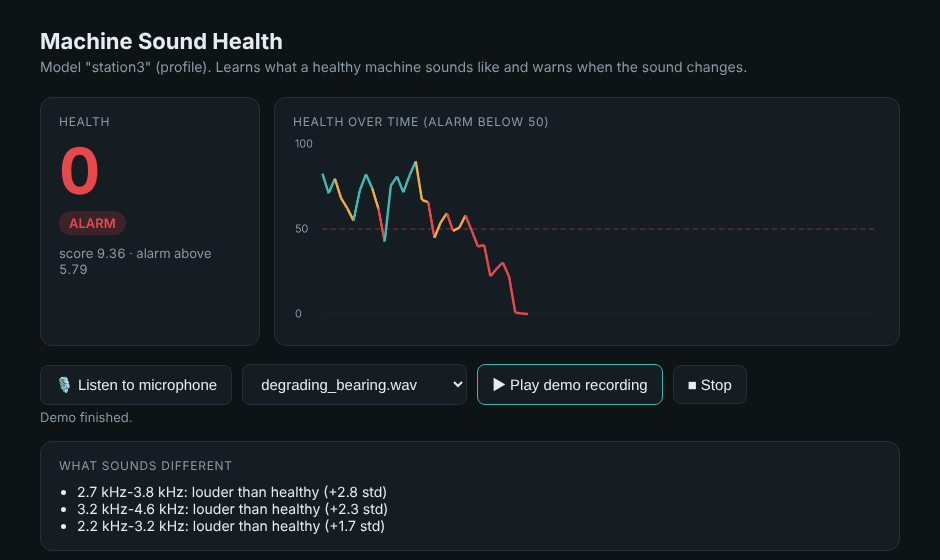 Machine Sound Health
Model "station3" (profile). Learns what a healthy machine sounds like and warns when the sound changes.
HEALTH
0
ALARM
score 9.36 · alarm above
5.79
HEALTH OVER TIME (ALARM BELOW 50)
100
50
0
🎙️ Listen to microphone
degrading_bearing.wav
▶ Play demo recording
■ Stop
Demo finished.
WHAT SOUNDS DIFFERENT
• 2.7 kHz-3.8 kHz: louder than healthy (+2.8 std)
• 3.2 kHz-4.6 kHz: louder than healthy (+2.3 std)
• 2.2 kHz-3.2 kHz: louder than healthy (+1.7 std)